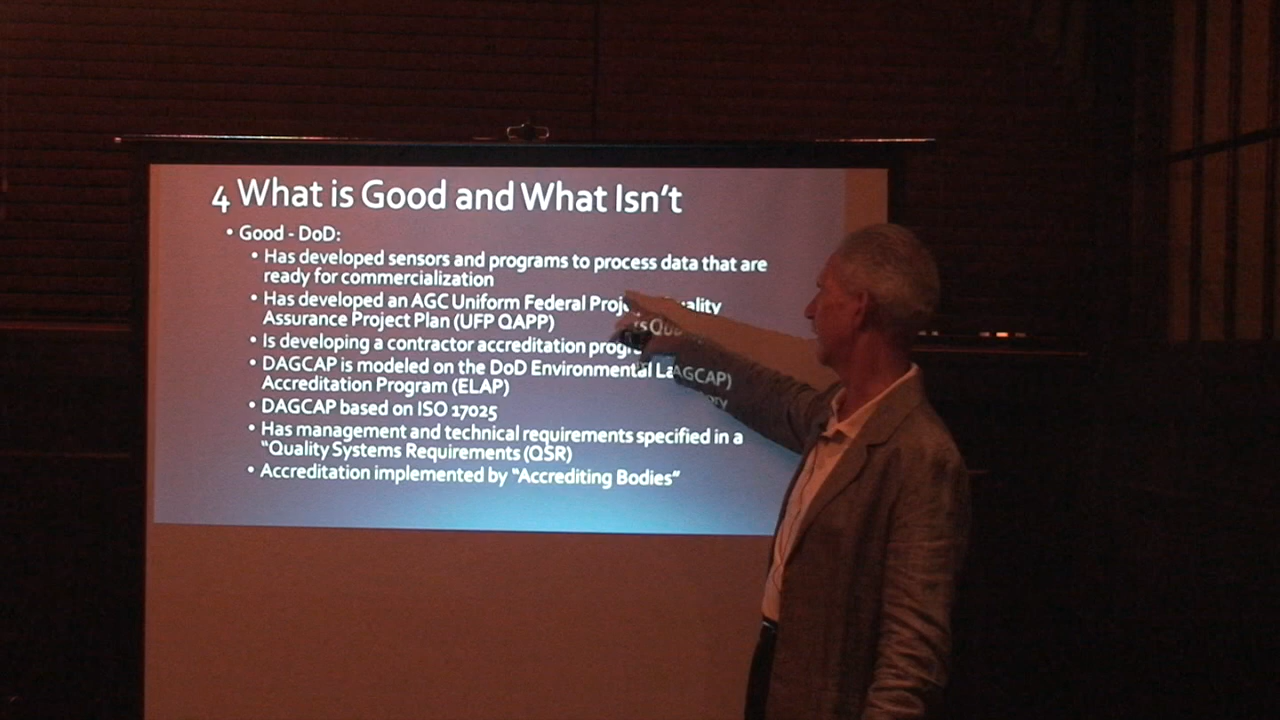 4 What is Good and What Isn't
• Good - DoD:
• Has developed sensors and programs to process data that are
ready for commercialization
• Has developed an AGC Uniform Federal Quality
Assurance Project Plan (UFP QAPP)
• Is developing a contractor accreditation
• DAGCAP is modeled on the DoD Environmental AGCAP)
Accreditation Program (ELAP)
• DAGCAP based on ISO 17025
• Has management and technical requirements specified in a
"Quality Systems Requirements (QSR)
• Accreditation implemented by "Accrediting Bodies"